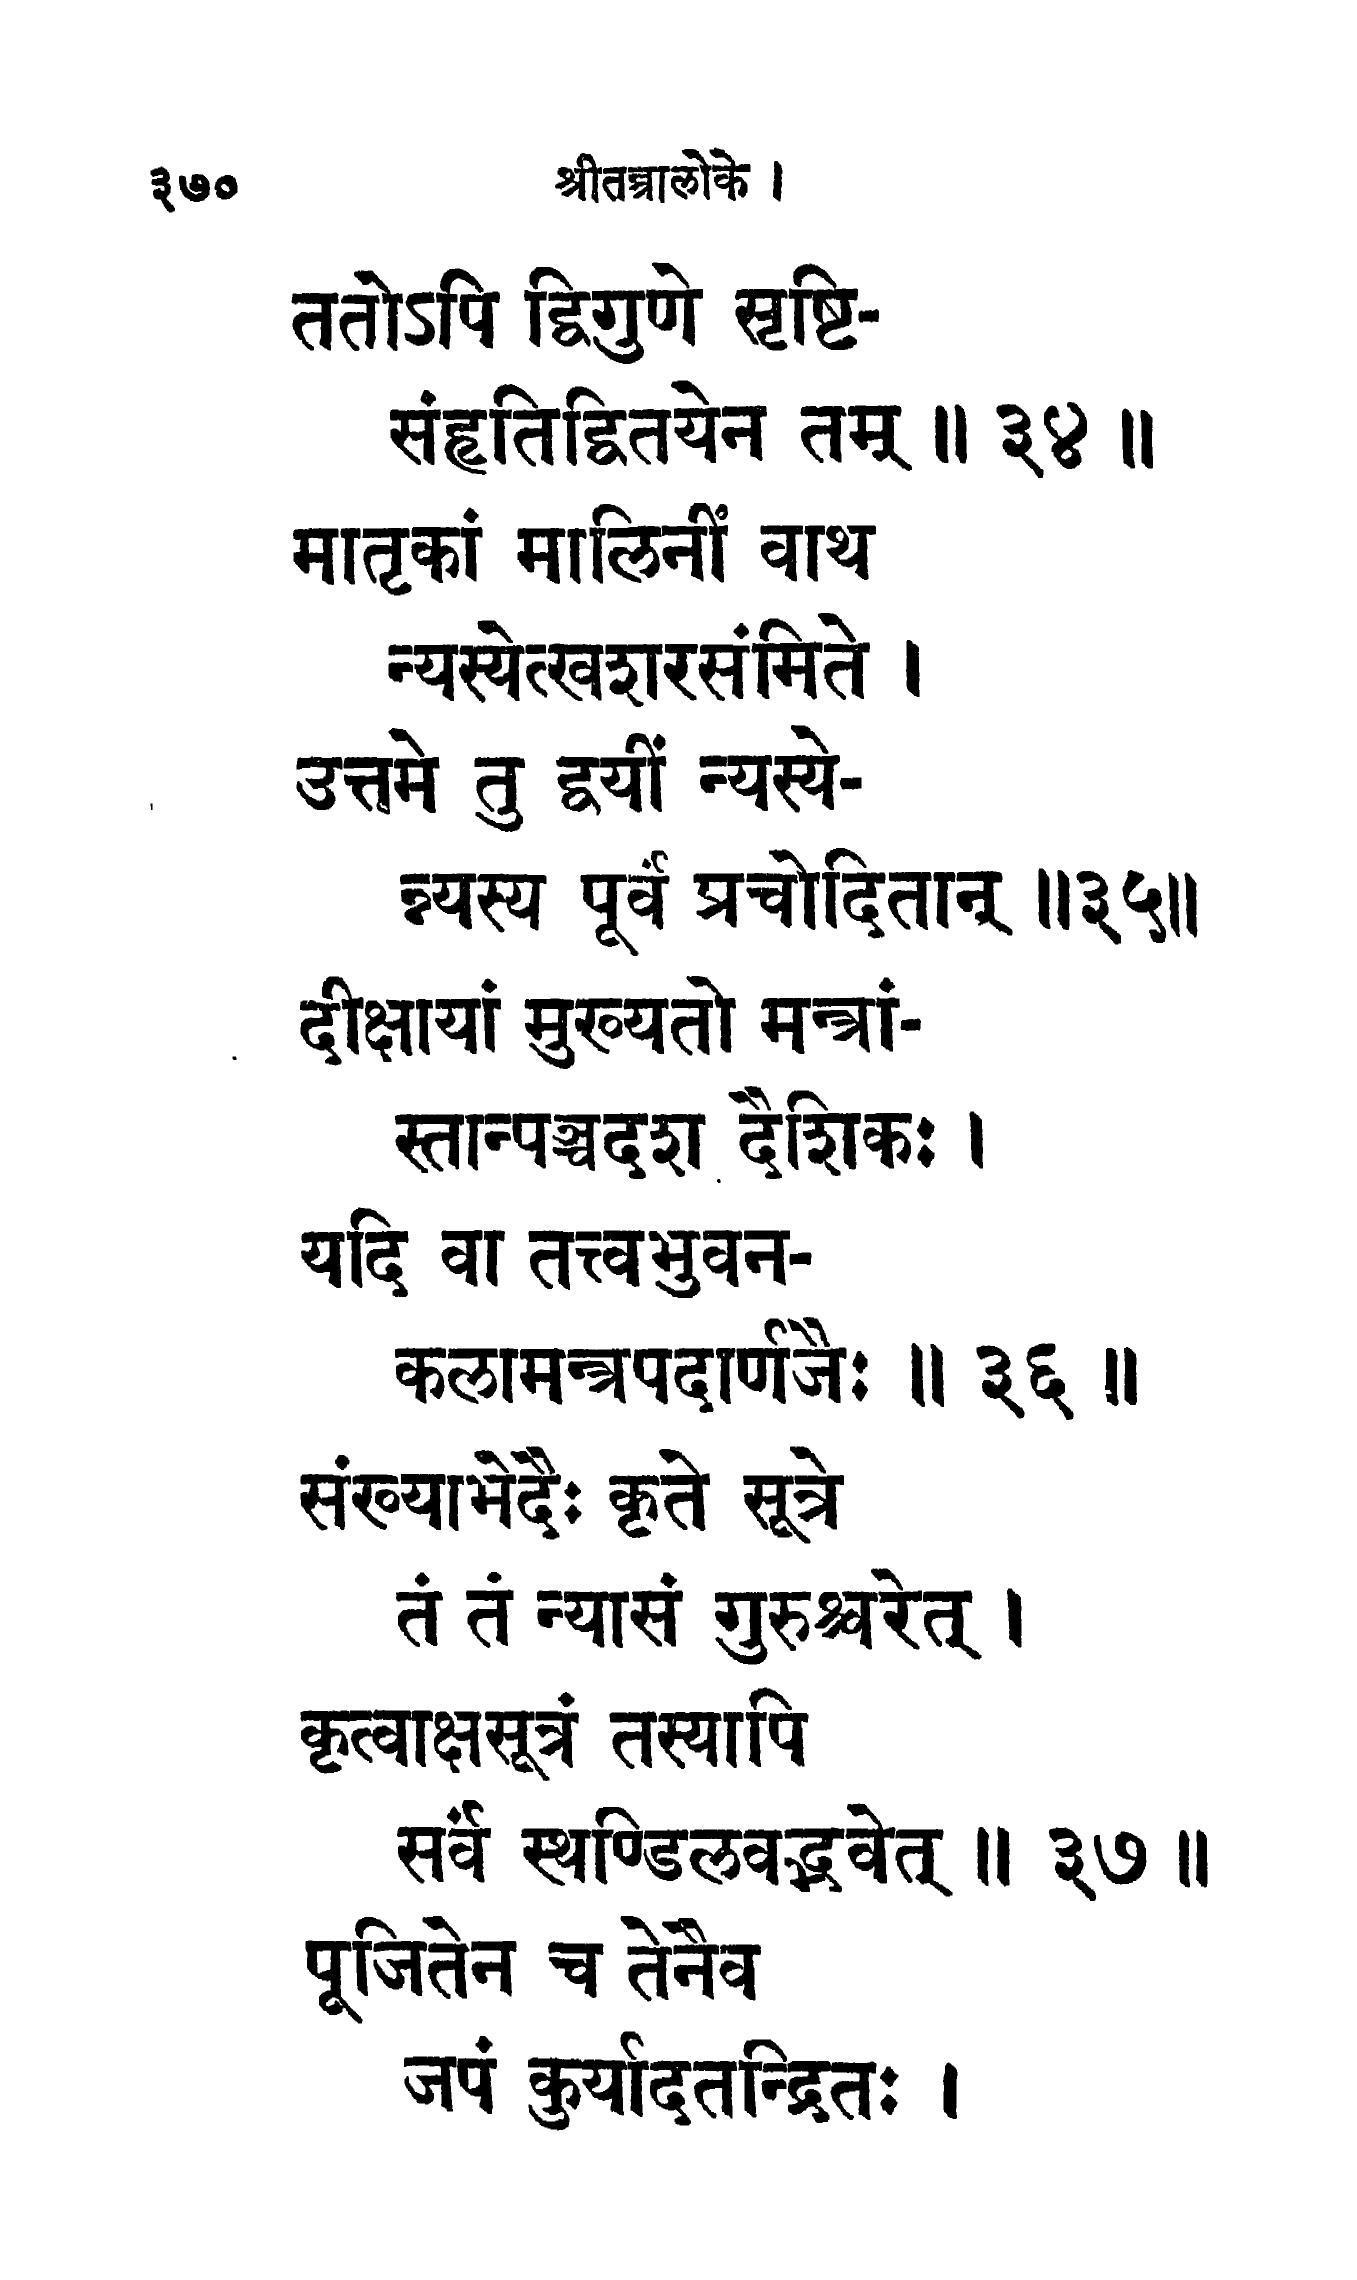 ३७० श्रीतन्त्रालोके ।
ततोऽपि द्विगुणे सृष्टि-
संहृतिद्वितयेन तम् ॥ ३४ ॥
मातृकां मालिनीं वाथ
न्यस्येत्खशरसंमिते ।
उत्तमे तु द्वयीं न्यस्ये-
न्न्यस्य पूर्वं प्रचोदितान् ॥३५॥
दीक्षायां मुख्यतो मन्त्रां-
स्तान्पञ्चदश दैशिकः ।
यदि वा तत्त्वभुवन-
कलामन्त्रपदार्णजैः ॥ ३६ ॥
संख्याभेदैः कृते सूत्रे
तं तं न्यासं गुरुश्चरेत् ।
कृत्वाक्षसूत्रं तस्यापि
सर्वं स्थण्डिलवद्भवेत् ॥ ३७ ॥
पूजितेन च तेनैव
जपं कुर्यादतन्द्रितः ।